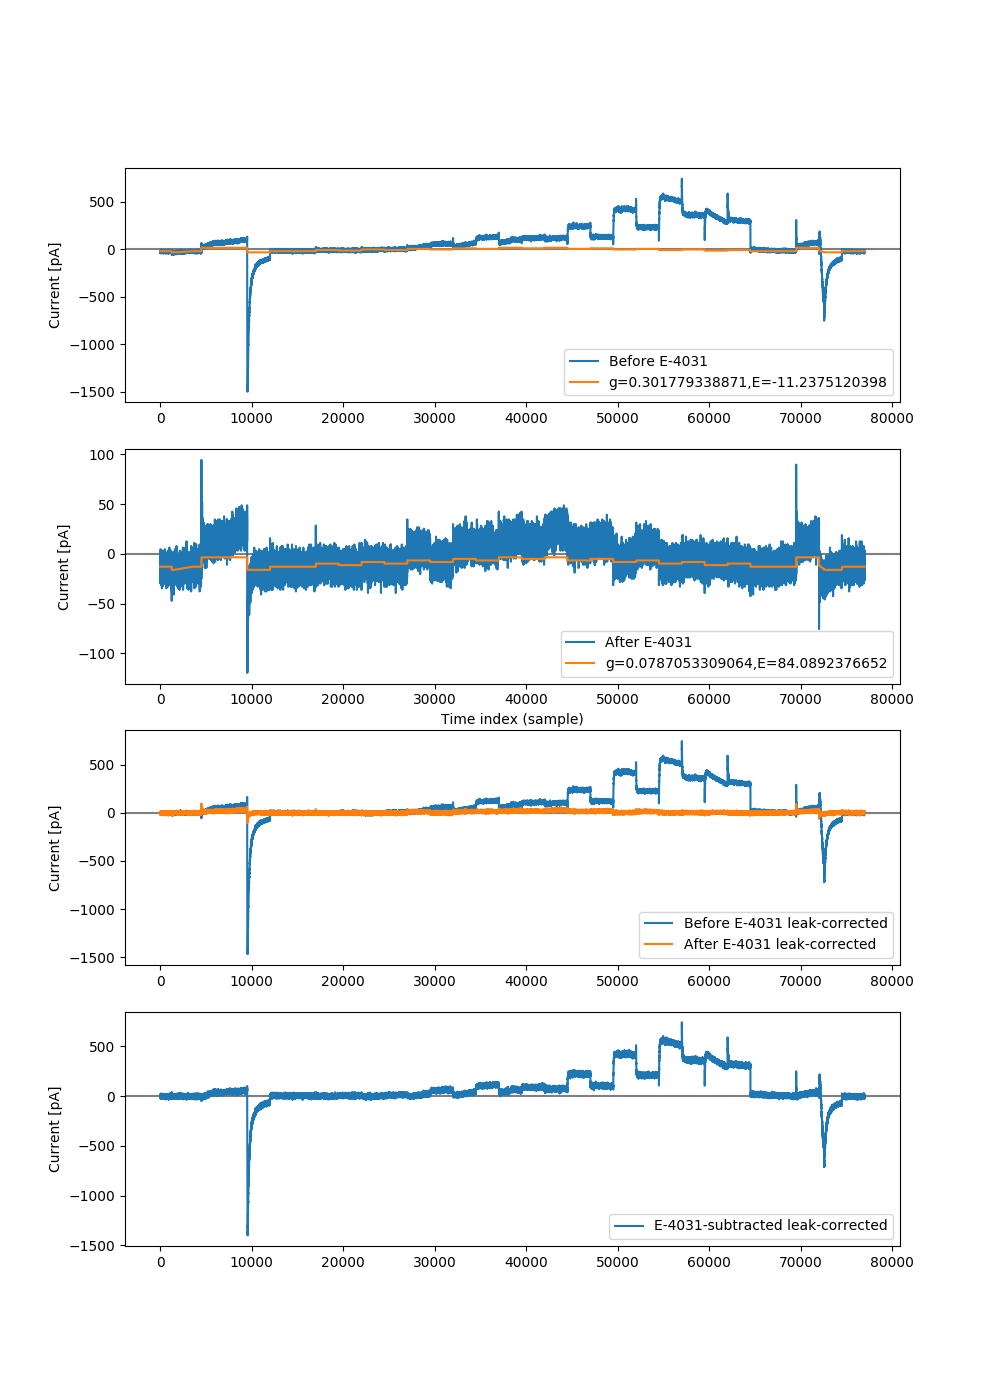 500
0
−500
−1000
−1500
Current [pA]
Before E-4031
g=0.301779338871,E=-11.2375120398
0 10000 20000 30000 40000 50000 60000 70000 80000
100
50
0
−50
−100
Current [pA]
After E-4031
g=0.0787053309064,E=84.0892376652
0 10000 20000 30000 40000 50000 60000 70000 80000
Time index (sample)
500
0
−500
−1000
−1500
Current [pA]
Before E-4031 leak-corrected
After E-4031 leak-corrected
0 10000 20000 30000 40000 50000 60000 70000 80000
500
0
−500
−1000
−1500
Current [pA]
E-4031-subtracted leak-corrected
0 10000 20000 30000 40000 50000 60000 70000 80000